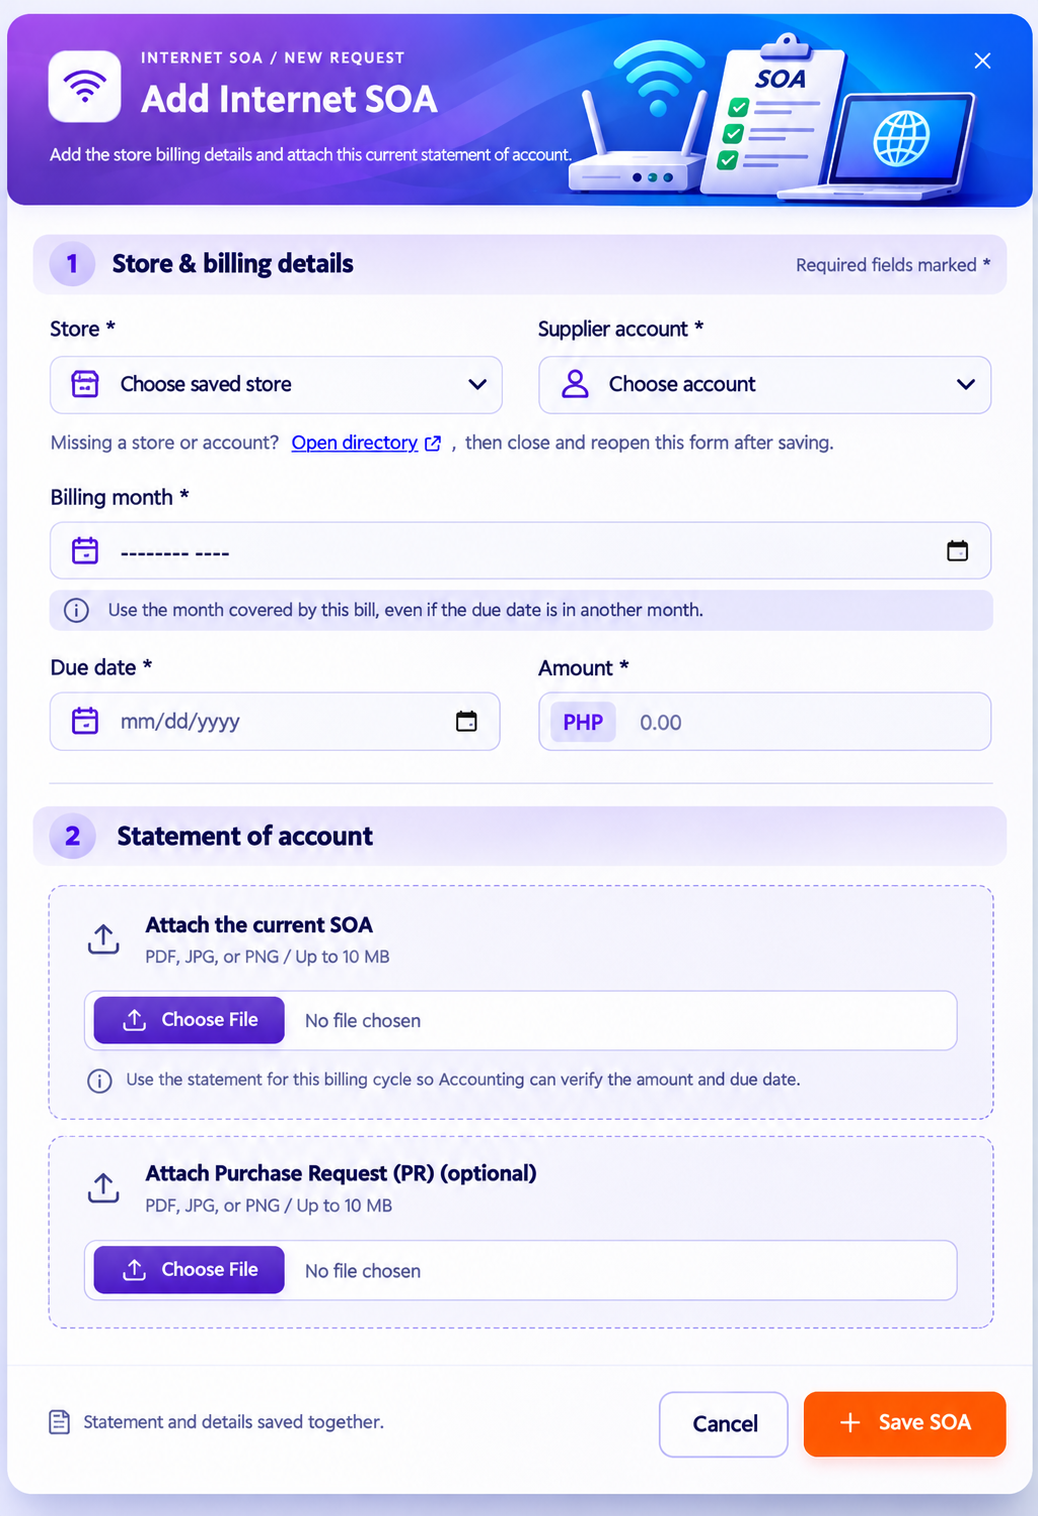 INTERNET SOA / NEW REQUEST
Add Internet SOA
Add the store billing details and attach this current statement of account.
SOA
1 Store & billing details Required fields marked *
Store * Supplier account *
Choose saved store Choose account
Missing a store or account? Open directory , then close and reopen this form after saving.
Billing month *
-------- ----
Use the month covered by this bill, even if the due date is in another month.
Due date * Amount *
mm/dd/yyyy PHP 0.00
2 Statement of account
Attach the current SOA
PDF, JPG, or PNG / Up to 10 MB
Choose File No file chosen
Use the statement for this billing cycle so Accounting can verify the amount and due date.
Attach Purchase Request (PR) (optional)
PDF, JPG, or PNG / Up to 10 MB
Choose File No file chosen
Statement and details saved together. Cancel + Save SOA